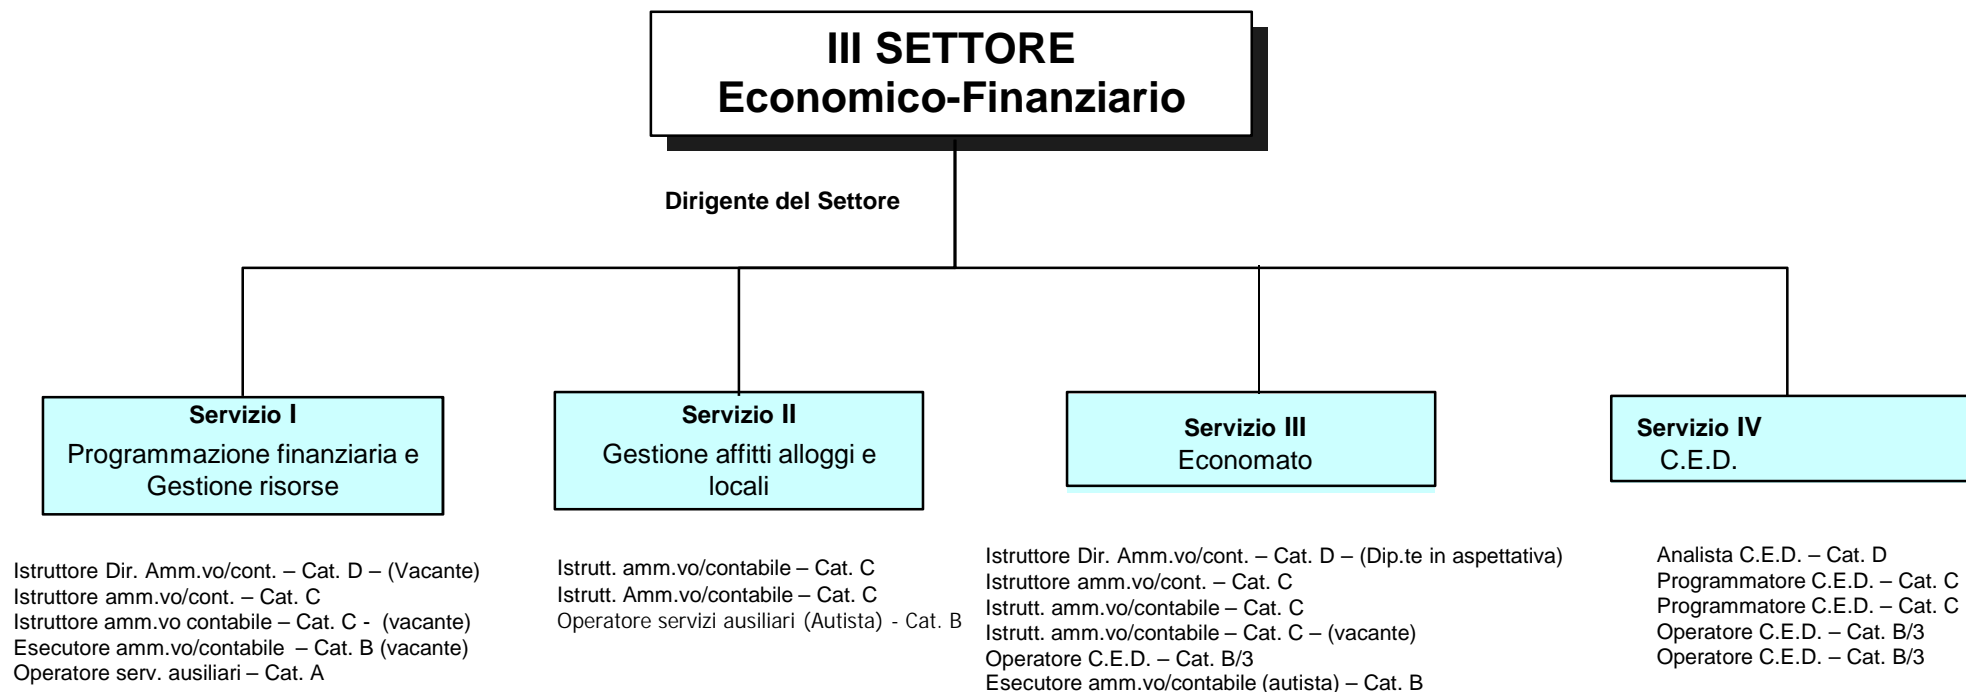 III SETTORE
Economico-Finanziario
Dirigente del Settore
Servizio I
Programmazione finanziaria e
Gestione risorse
Istruttore Dir. Amm.vo/cont. – Cat. D – (Vacante)
Istruttore amm.vo/cont. – Cat. C
Istruttore amm.vo contabile – Cat. C - (vacante)
Esecutore amm.vo/contabile – Cat. B (vacante)
Operatore serv. ausiliari – Cat. A
Servizio II
Gestione affitti alloggi e
locali
Istrutt. amm.vo/contabile – Cat. C
Istrutt. Amm.vo/contabile – Cat. C
Operatore servizi ausiliari (Autista) - Cat. B
Servizio III
Economato
Istruttore Dir. Amm.vo/cont. – Cat. D – (Dip.te in aspettativa)
Istruttore amm.vo/cont. – Cat. C
Istrutt. amm.vo/contabile – Cat. C
Istrutt. amm.vo/contabile – Cat. C – (vacante)
Operatore C.E.D. – Cat. B/3
Esecutore amm.vo/contabile (autista) – Cat. B
Servizio IV
C.E.D.
Analista C.E.D. – Cat. D
Programmatore C.E.D. – Cat. C
Programmatore C.E.D. – Cat. C
Operatore C.E.D. – Cat. B/3
Operatore C.E.D. – Cat. B/3